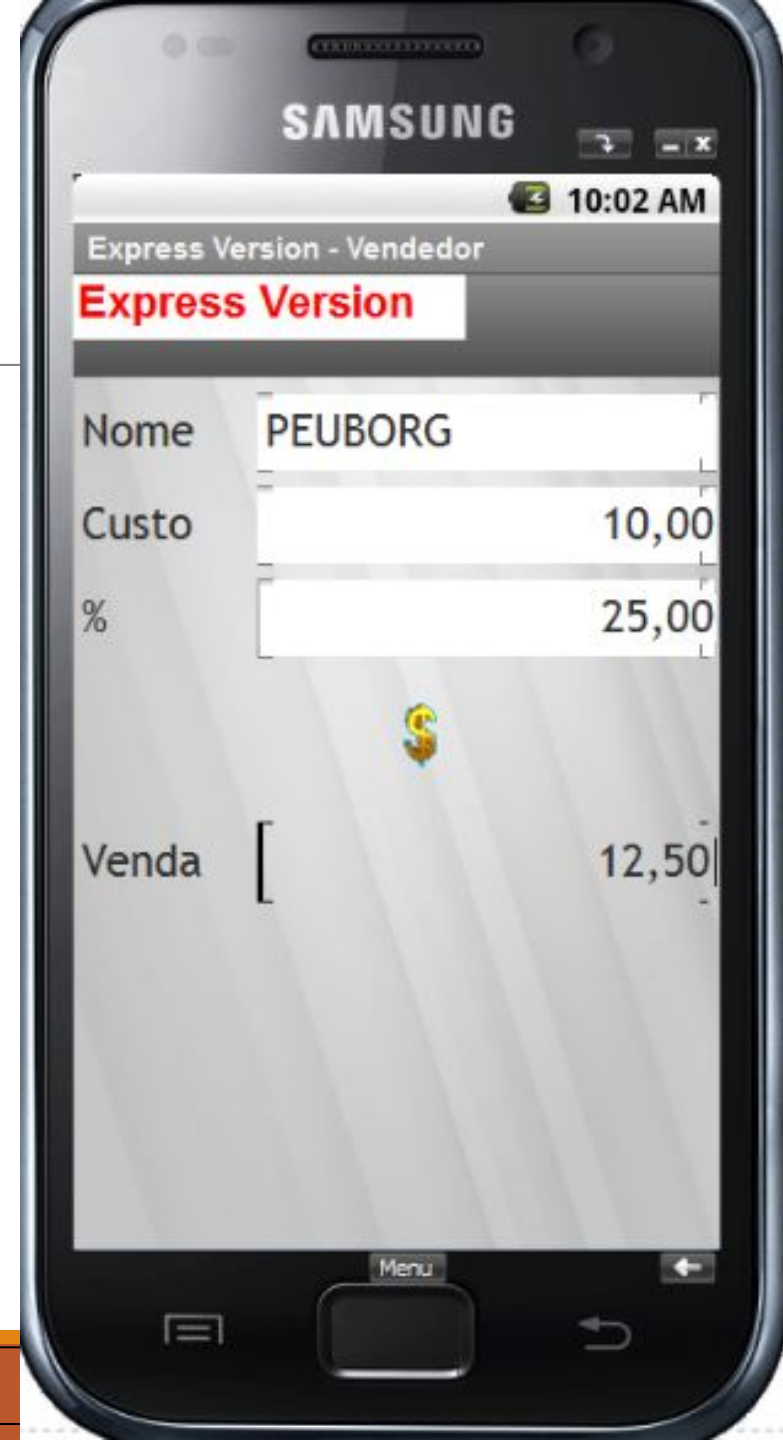 SAMSUNG
10:02 AM
Express Version - Vendedor
Express Version
Nome PEUBORG
Custo 10,00
% 25,00
$
Venda 12,50
Menu